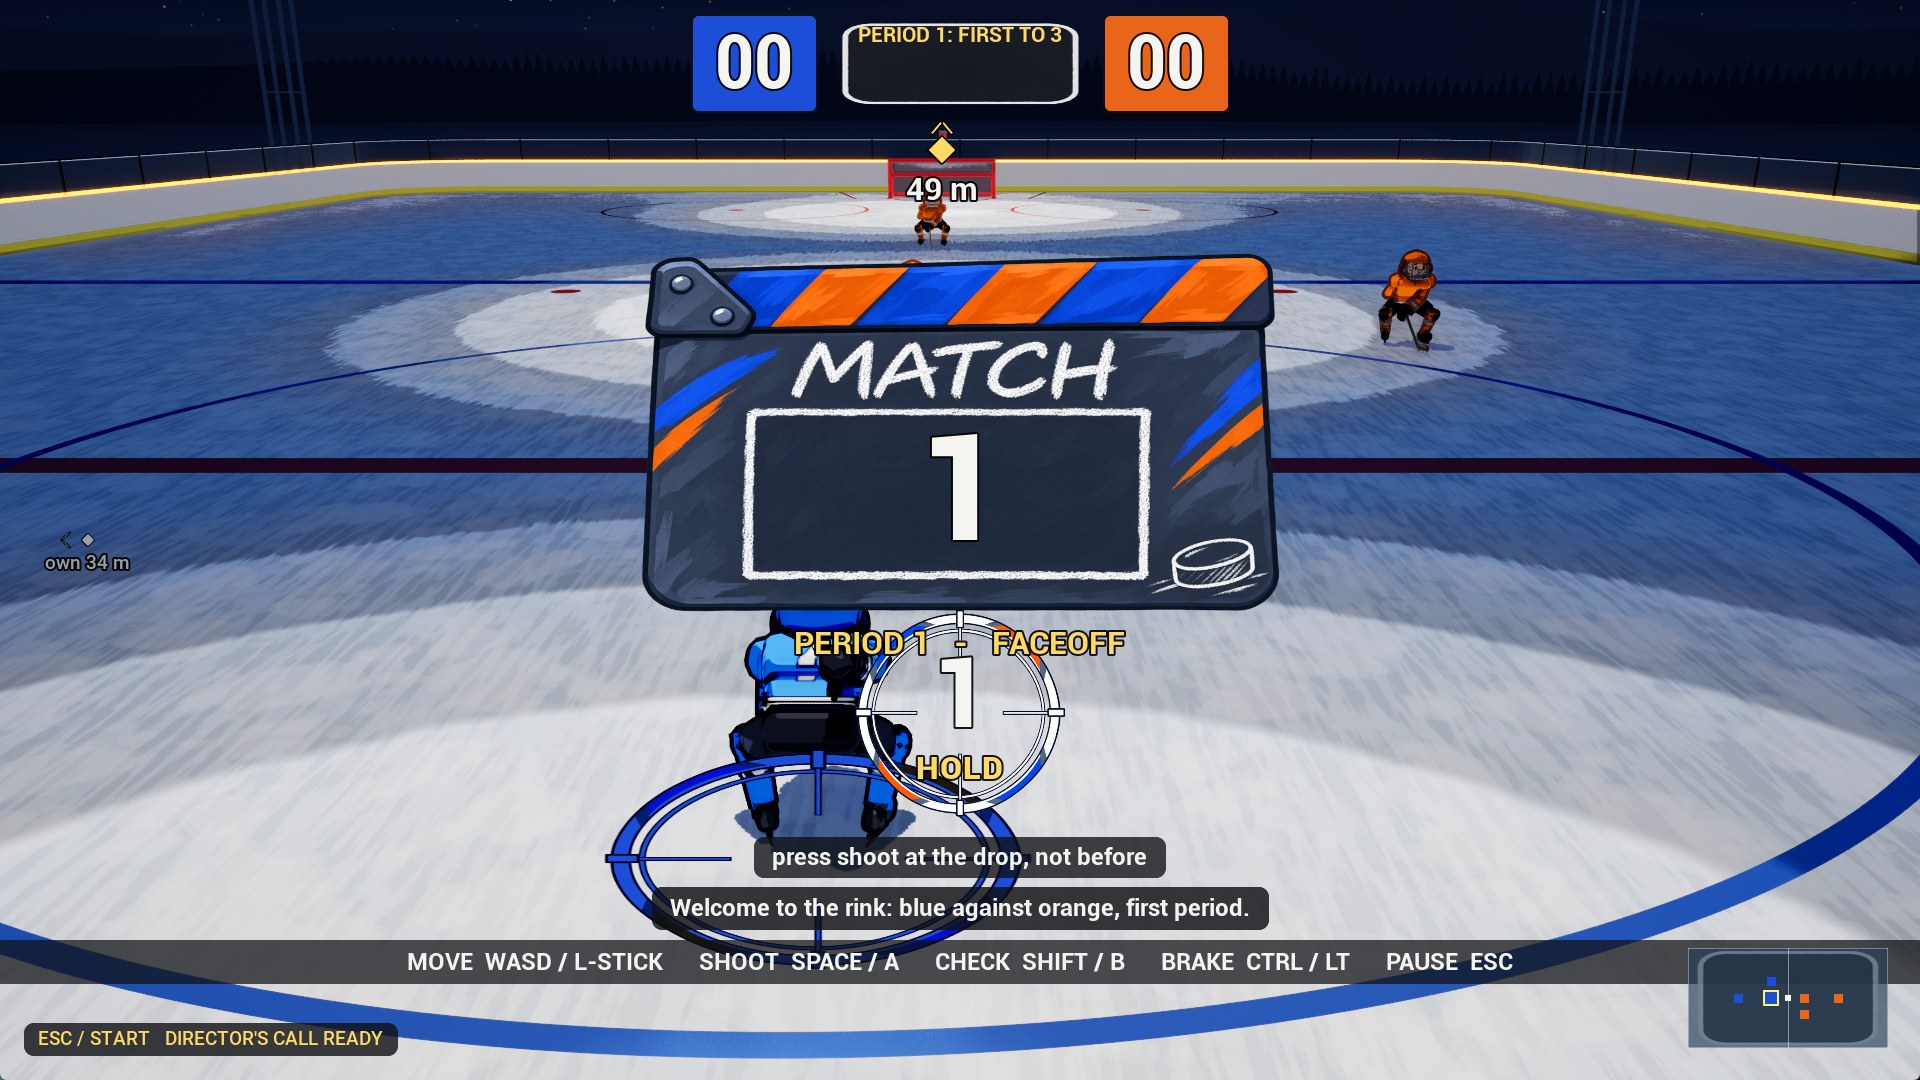 00
PERIOD 1: FIRST TO 3
00
49 m
MATCH
1
own 34 m
PERIOD 1 - FACEOFF
1
HOLD
press shoot at the drop, not before
Welcome to the rink: blue against orange, first period.
MOVE WASD / L-STICK SHOOT SPACE / A CHECK SHIFT / B BRAKE CTRL / LT PAUSE ESC
ESC / START DIRECTOR'S CALL READY